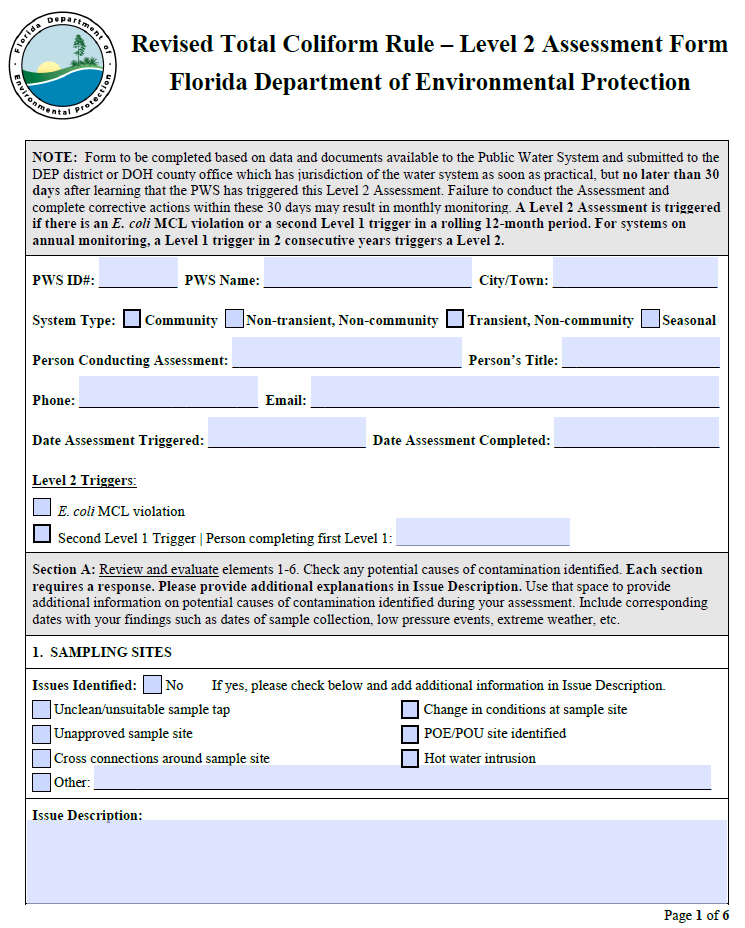 Florida Department of
Environmental Protection
Revised Total Coliform Rule – Level 2 Assessment Form
Florida Department of Environmental Protection
NOTE: Form to be completed based on data and documents available to the Public Water System and submitted to the
DEP district or DOH county office which has jurisdiction of the water system as soon as practical, but no later than 30
days after learning that the PWS has triggered this Level 2 Assessment. Failure to conduct the Assessment and
complete corrective actions within these 30 days may result in monthly monitoring. A Level 2 Assessment is triggered
if there is an E. coli MCL violation or a second Level 1 trigger in a rolling 12-month period. For systems on
annual monitoring, a Level 1 trigger in 2 consecutive years triggers a Level 2.
PWS ID#: PWS Name: City/Town:
System Type: Community Non-transient, Non-community Transient, Non-community Seasonal
Person Conducting Assessment: Person's Title:
Phone: Email:
Date Assessment Triggered: Date Assessment Completed:
Level 2 Triggers:
E. coli MCL violation
Second Level 1 Trigger | Person completing first Level 1:
Section A: Review and evaluate elements 1-6. Check any potential causes of contamination identified. Each section
requires a response. Please provide additional explanations in Issue Description. Use that space to provide
additional information on potential causes of contamination identified during your assessment. Include corresponding
dates with your findings such as dates of sample collection, low pressure events, extreme weather, etc.
1. SAMPLING SITES
Issues Identified: No If yes, please check below and add additional information in Issue Description.
Unclean/unsuitable sample tap Change in conditions at sample site
Unapproved sample site POE/POU site identified
Cross connections around sample site Hot water intrusion
Other:
Issue Description:
Page 1 of 6